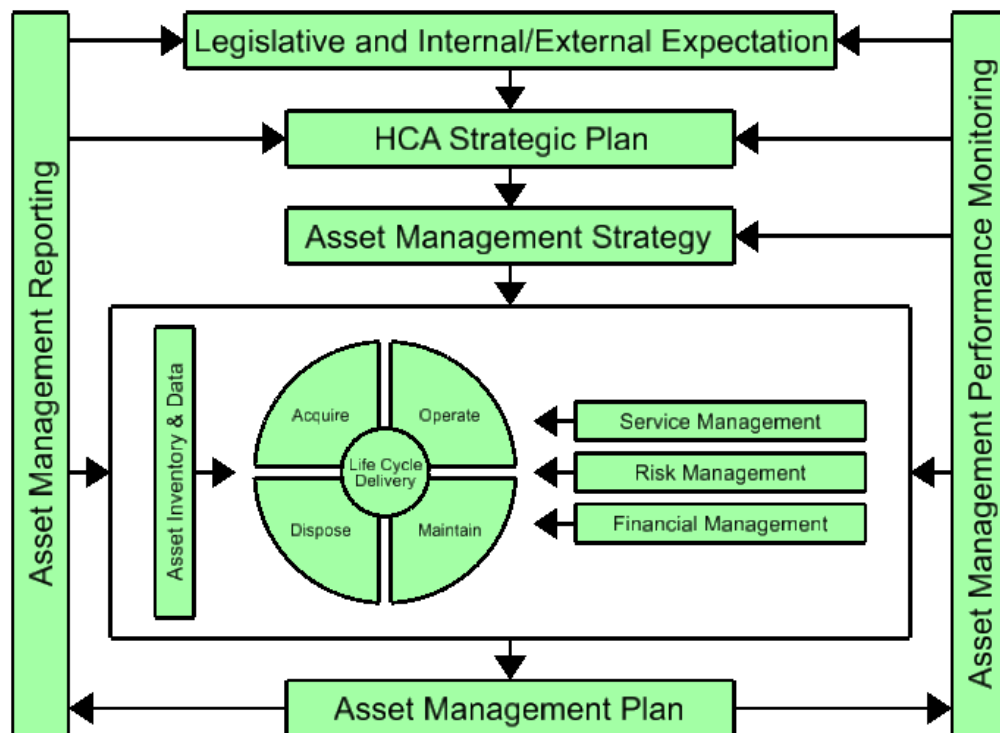 Legislative and Internal/External Expectation
HCA Strategic Plan
Asset Management Strategy
Asset Management Reporting
Asset Inventory & Data
Acquire
Operate
Life Cycle
Delivery
Dispose
Maintain
Service Management
Risk Management
Financial Management
Asset Management Performance Monitoring
Asset Management Plan